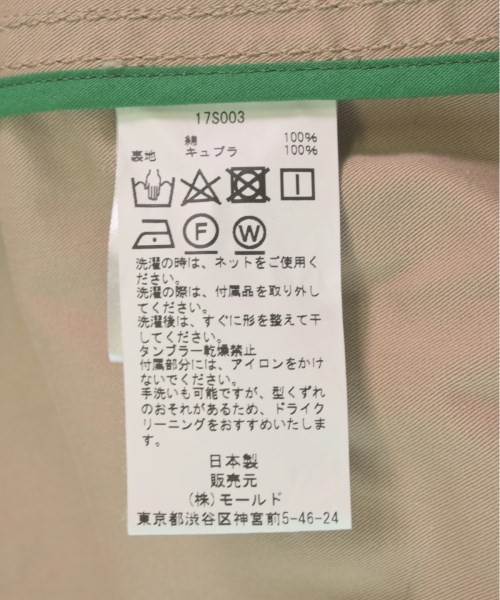 17S003
綿 100%
裏地 キュプラ 100%
F W
洗濯の時は、ネットをご使用く
ださい。
洗濯の際は、付属品を取り外し
てください。
洗濯後は、すぐに形を整えて干
してください。
タンブラー乾燥禁止
付属部分には、アイロンをかけ
ないでください。
手洗いも可能ですが、型くずれ
のおそれがあるため、ドライク
リーニングをおすすめいたしま
す。
日本製
販売元
(株)モールド
東京都渋谷区神宮前5-46-24